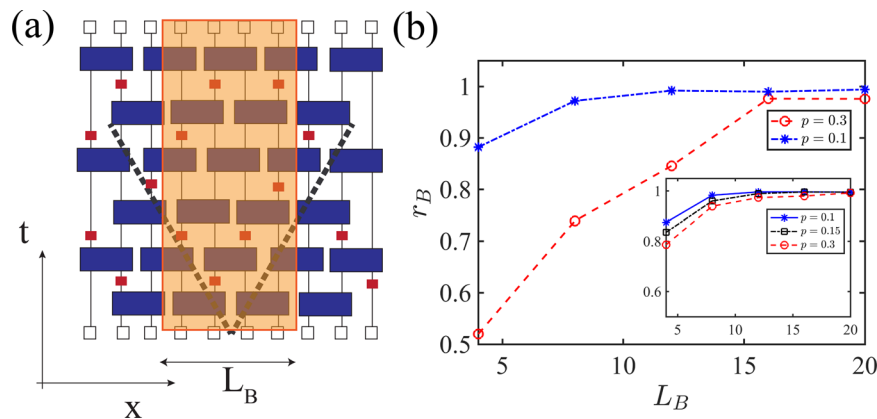 (a)
t
x
L_B
(b)
r_B
1
0.9
0.8
0.7
0.6
0.5
5
10
15
20
L_B
p = 0.3
p = 0.1
1
0.8
0.6
5
10
15
20
p = 0.1
p = 0.15
p = 0.3